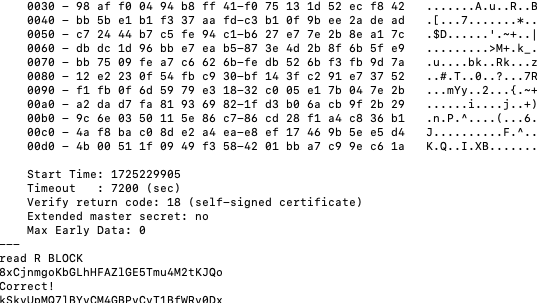 0030 - 98 af f0 04 94 b8 ff 41-f0 75 13 1d 52 ec f8 42 .......A.u..R..B
0040 - bb 5b e1 b1 f3 37 aa fd-c3 b1 0f 9b ee 2a de ad .[...7.......*..
0050 - c7 24 44 b7 c5 fe 94 c1-b6 27 e7 7e 2b 8e a1 7c .$D......'.~+..|
0060 - db dc 1d 96 bb e7 ea b5-87 3e 4d 2b 8f 6b 5f e9 .........>M+.k_.
0070 - bb 75 09 fe a7 c6 62 6b-fe db 52 6b f3 fb 9d 7a .u....bk..Rk...z
0080 - 12 e2 23 0f 54 fb c9 30-bf 14 3f c2 91 e7 37 52 ..#.T..0..?...7R
0090 - f1 fb 0f 6d 59 79 e3 18-32 c0 05 e1 7b 04 7e 2b ...mYy..2...{.~+
00a0 - a2 da d7 fa 81 93 69 82-1f d3 b0 6a cb 9f 2b 29 ......i....j..+)
00b0 - 9c 6e 03 50 11 5e 86 c7-86 cd 28 f1 a4 c8 36 b1 .n.P.^....(...6.
00c0 - 4a f8 ba c0 8d e2 a4 ea-e8 ef 17 46 9b 5e e5 d4 J..........F.^..
00d0 - 4b 00 51 1f 09 49 f3 58-42 01 bb a7 c9 9e c6 1a K.Q..I.XB.......
Start Time: 1725229905
Timeout : 7200 (sec)
Verify return code: 18 (self-signed certificate)
Extended master secret: no
Max Early Data: 0
---
read R BLOCK
8xCjnmgoKbGLhHFAZlGE5Tmu4M2tKJQo
Correct!
kSkvUpMQ7lBYyCM4GBPvCyT1BfWRv0Dx